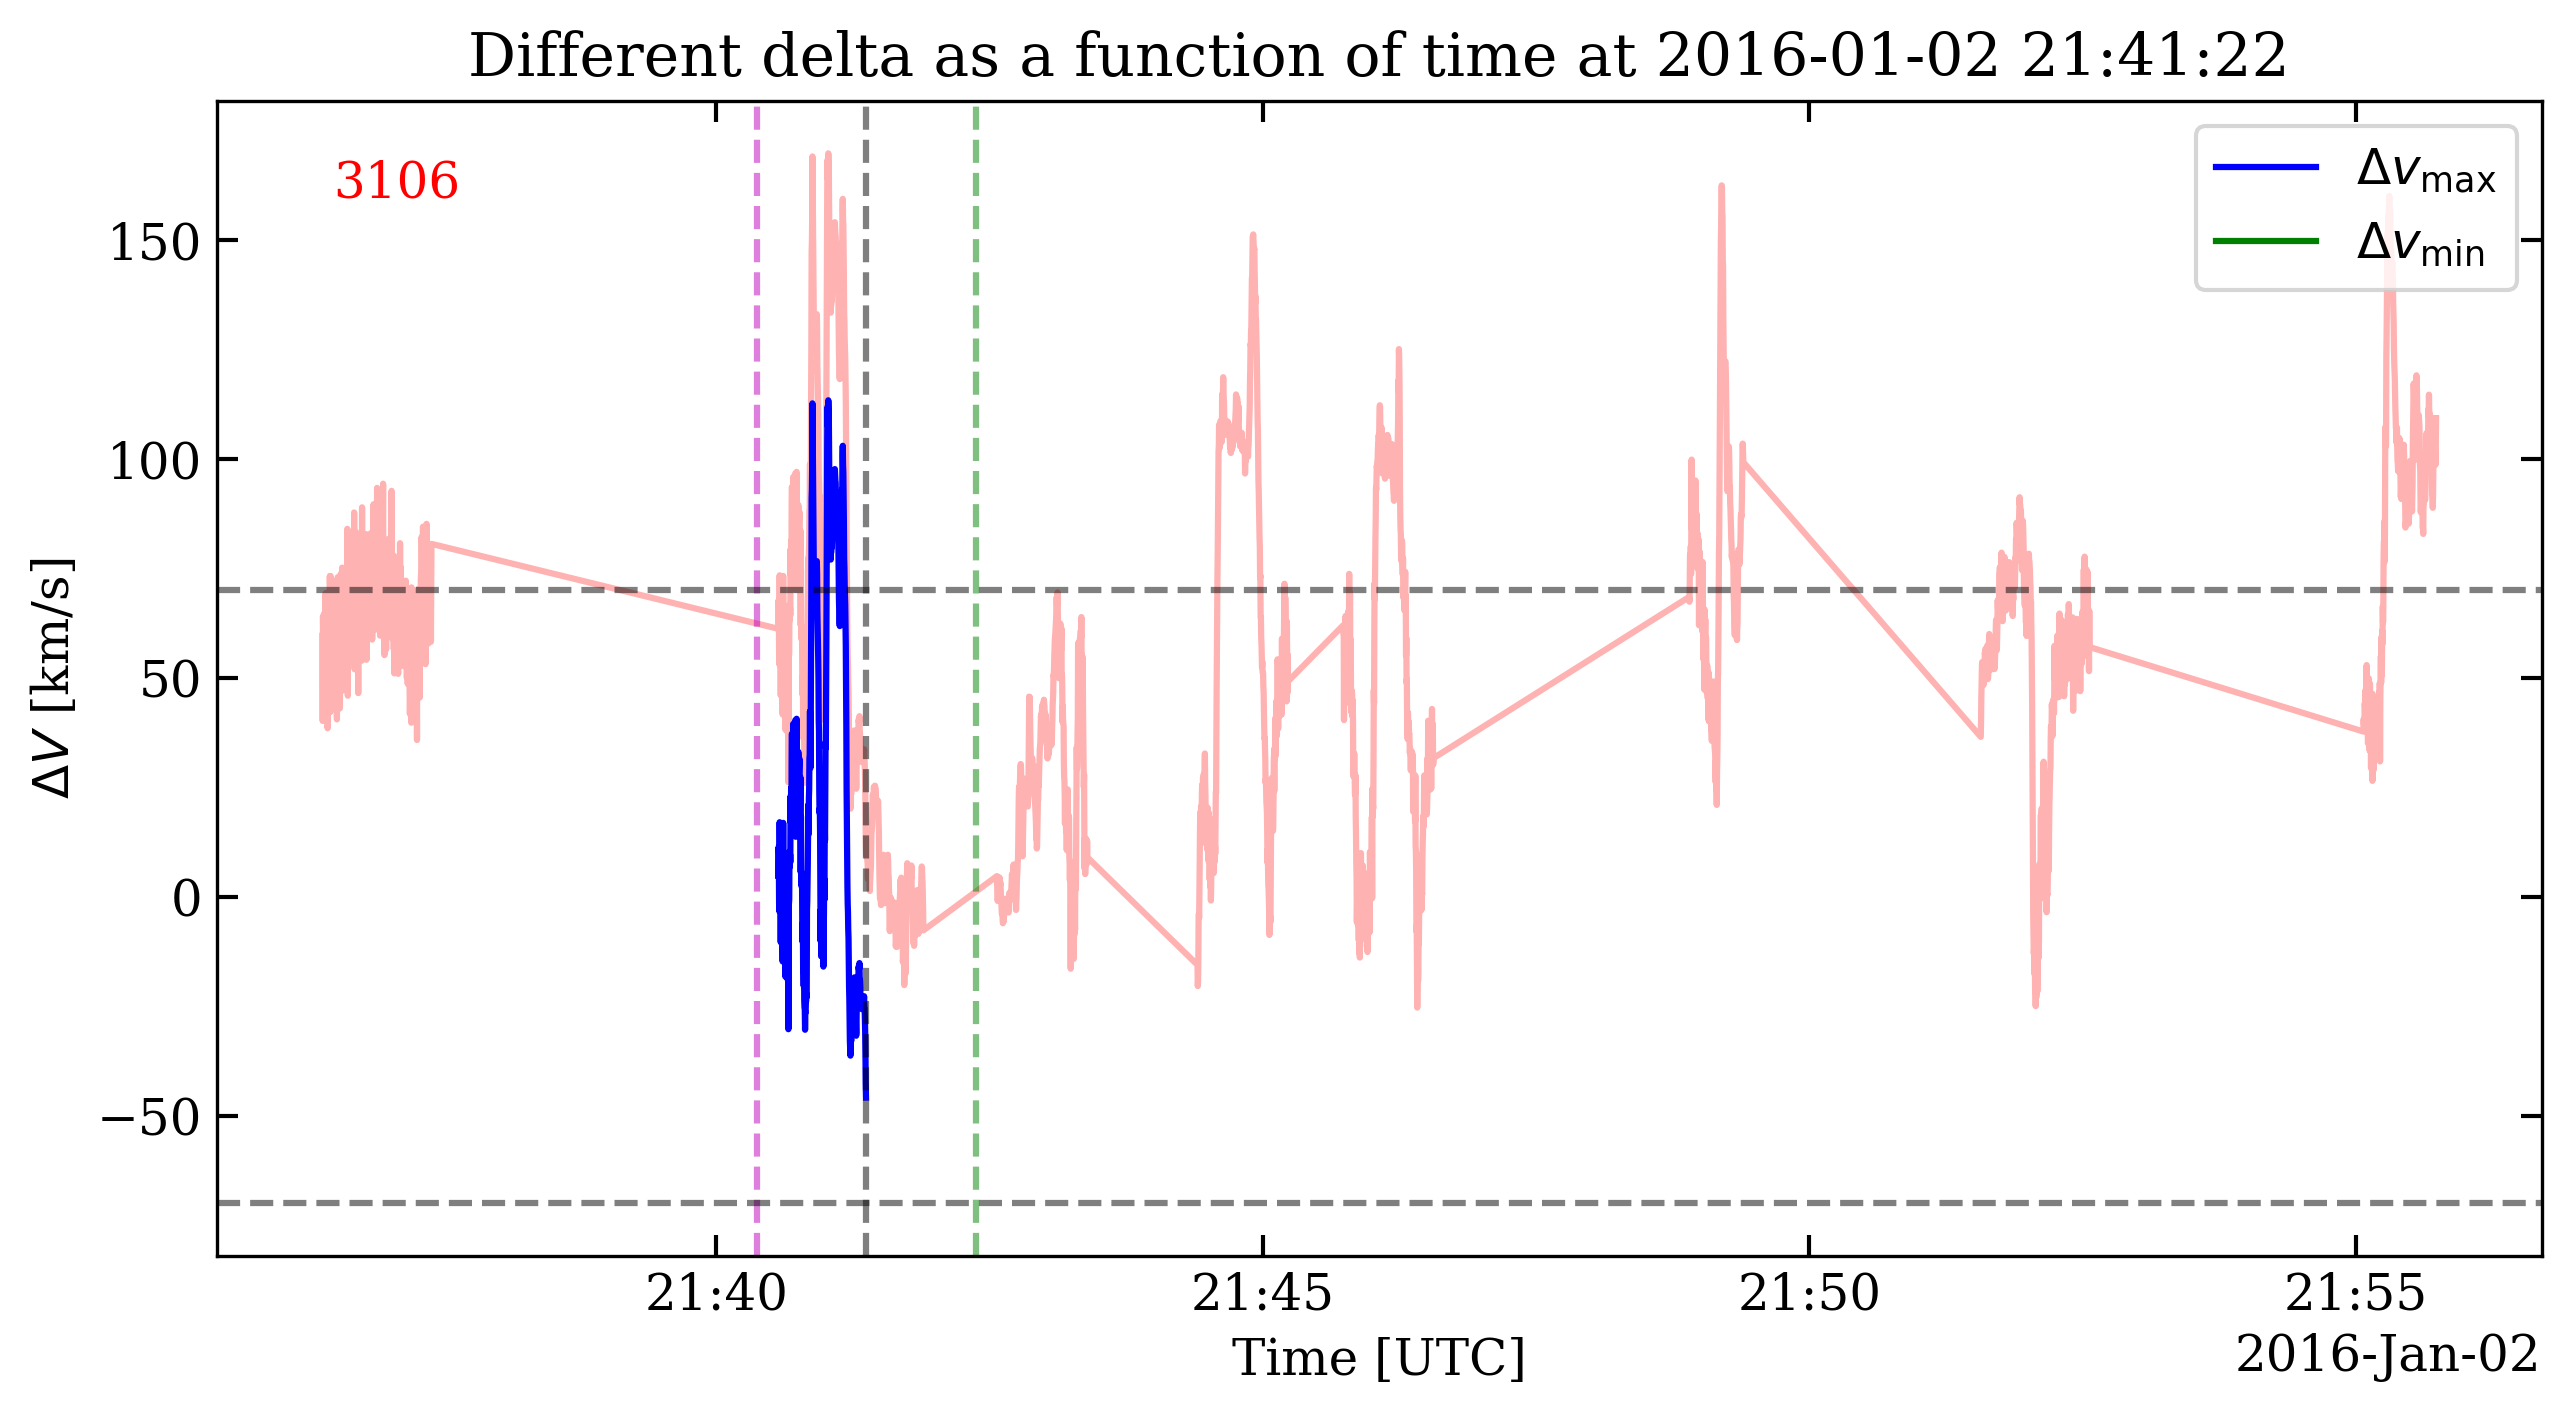 Different delta as a function of time at 2016-01-02 21:41:22
3106
Δv_max
Δv_min
150
100
50
0
−50
ΔV [km/s]
21:40 21:45 21:50 21:55
Time [UTC]
2016-Jan-02